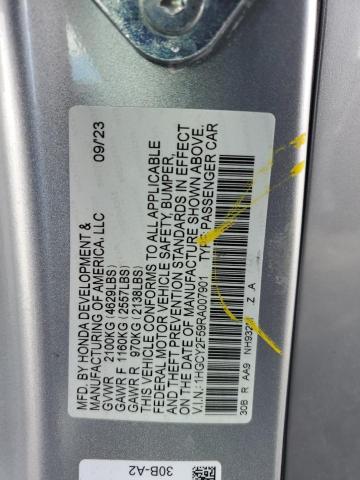 MFD. BY HONDA DEVELOPMENT & 09/23
MANUFACTURING OF AMERICA, LLC
GVWR 2100KG (4629LBS)
GAWR F 1160KG (2557LBS)
GAWR R 970KG (2138LBS)
THIS VEHICLE CONFORMS TO ALL APPLICABLE
FEDERAL MOTOR VEHICLE SAFETY, BUMPER,
AND THEFT PREVENTION STANDARDS IN EFFECT
ON THE DATE OF MANUFACTURE SHOWN ABOVE.
V.I.N.: 1HGCY2F59RA007901 TYPE: PASSENGER CAR
30B R AA9 Z A
30B-A2